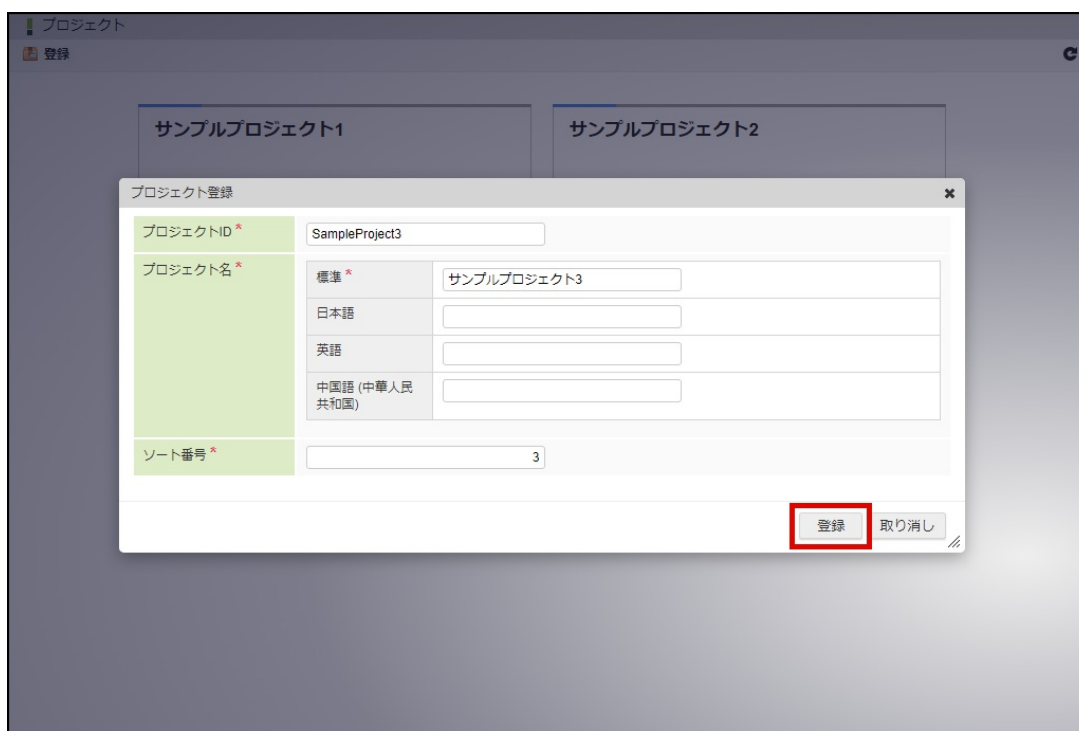 プロジェクト
登録
サンプルプロジェクト1
サンプルプロジェクト2
プロジェクト登録
プロジェクトID *
SampleProject3
プロジェクト名 *
標準 *
サンプルプロジェクト3
日本語
英語
中国語 (中華人民
共和国)
ソート番号 *
3
登録
取り消し